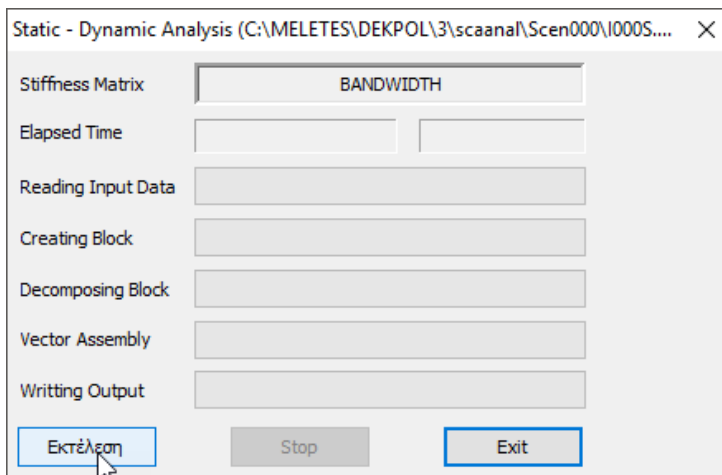 Static - Dynamic Analysis (C:\MELETES\DEKPOL\3\scaanal\Scen000\I000S....
Stiffness Matrix BANDWIDTH
Elapsed Time
Reading Input Data
Creating Block
Decomposing Block
Vector Assembly
Writting Output
Εκτέλεση Stop Exit